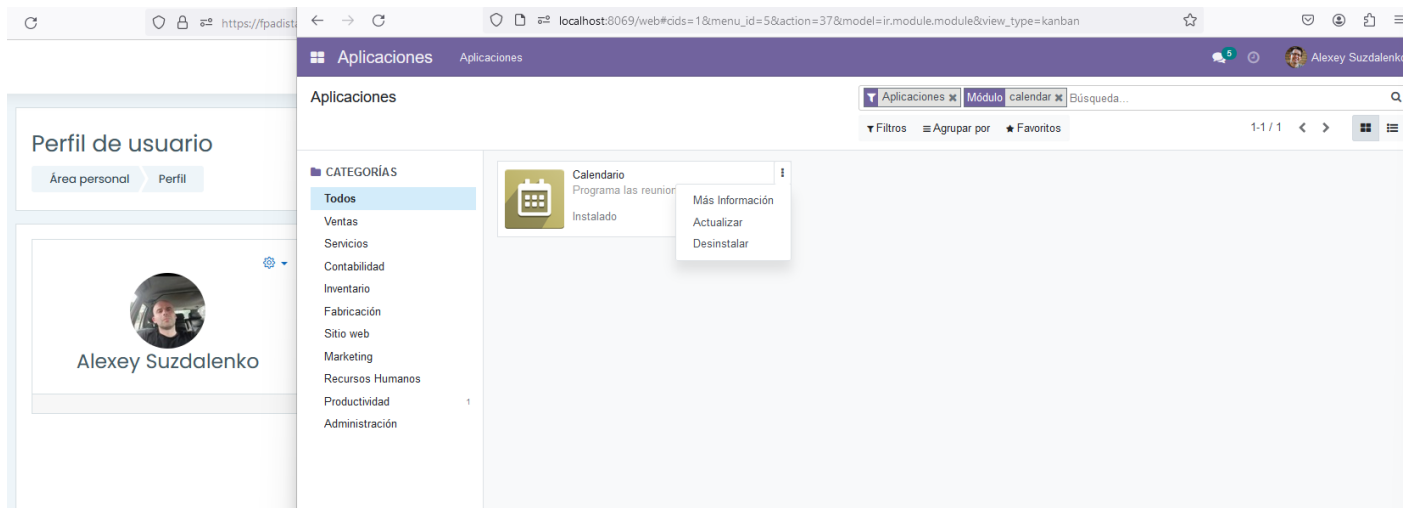 https://fpadista
Perfil de usuario
Área personal
Perfil
Alexey Suzdalenko
localhost:8069/web#cids=1&menu_id=5&action=37&model=ir.module.module&view_type=kanban
Aplicaciones
Aplicaciones
5
Alexey Suzdalenko
Aplicaciones
Aplicaciones
Módulo
calendar
Búsqueda...
Filtros
Agrupar por
Favoritos
1-1 / 1
CATEGORÍAS
Todos
Ventas
Servicios
Contabilidad
Inventario
Fabricación
Sitio web
Marketing
Recursos Humanos
Productividad 1
Administración
Calendario
Programa las reunion
Instalado
Más Información
Actualizar
Desinstalar